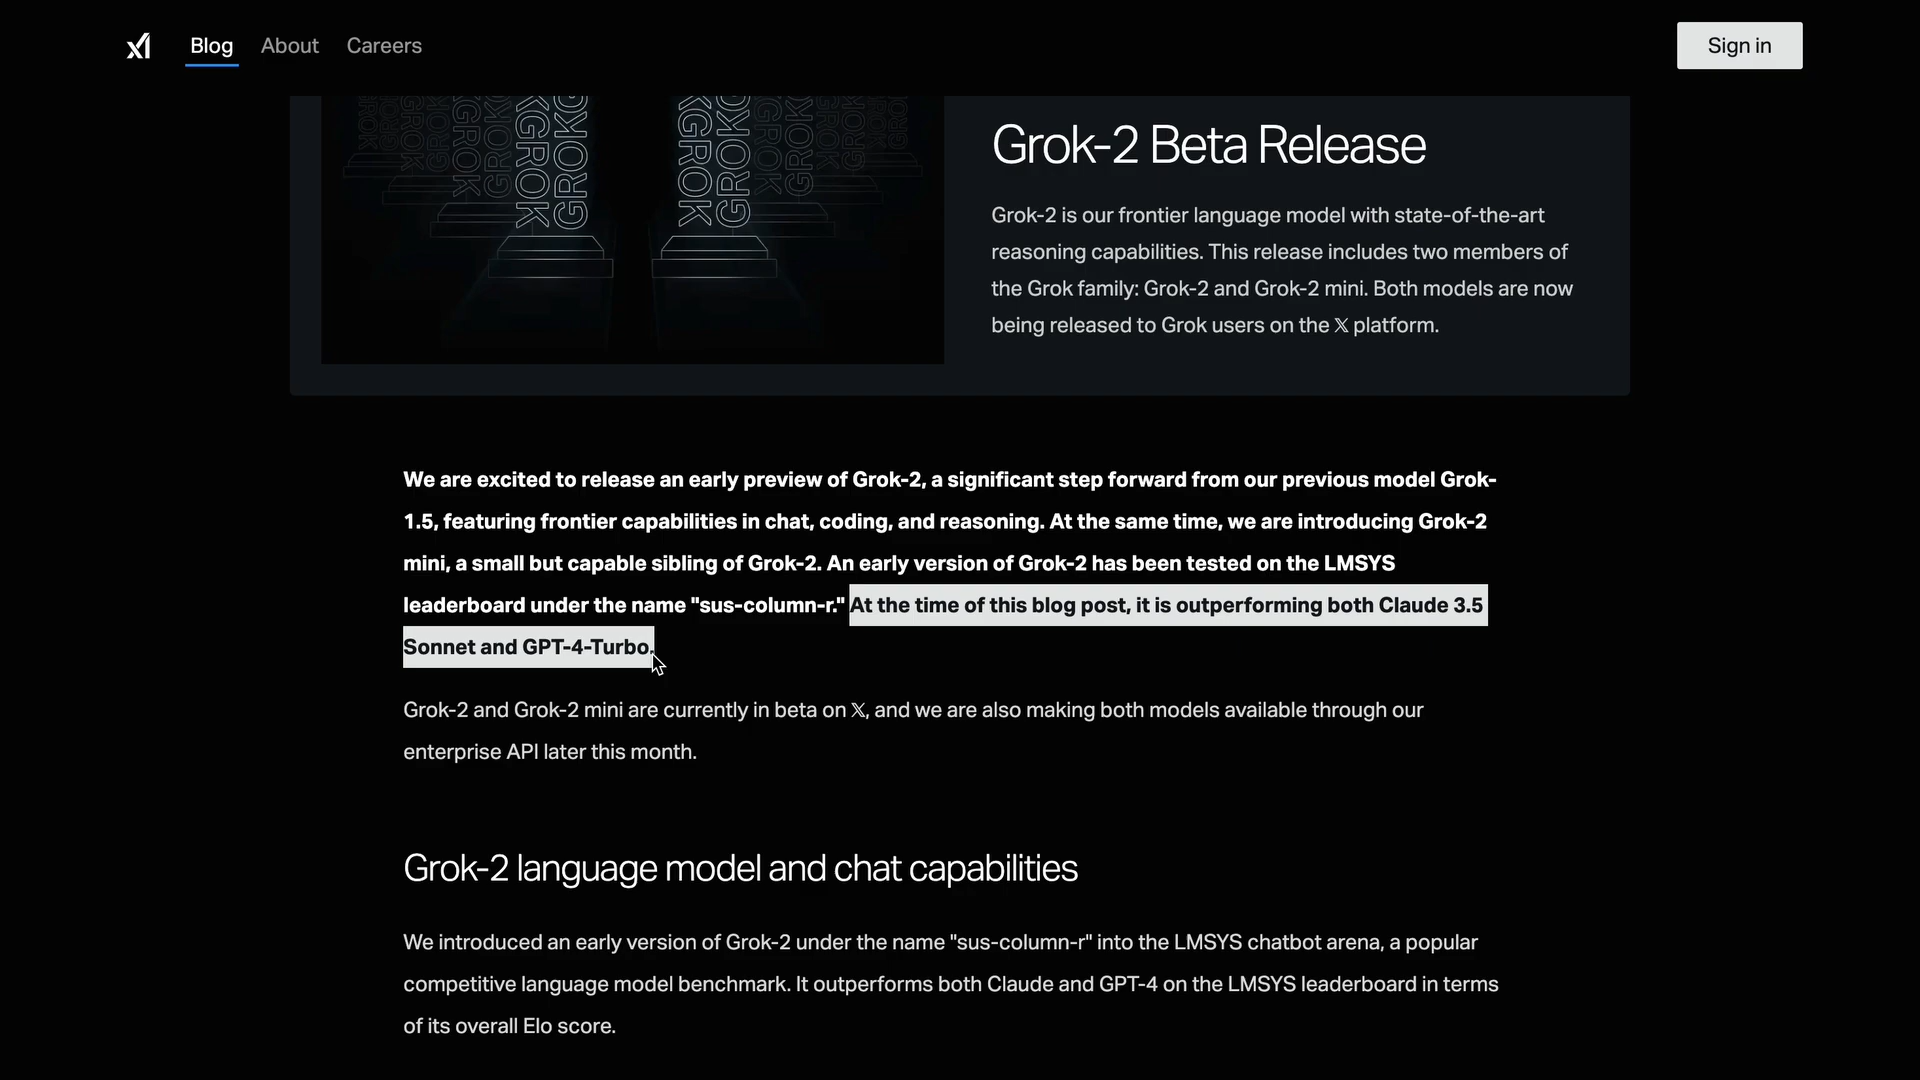 Blog About Careers Sign in
GROK GROK GROK GROK
Grok-2 Beta Release
Grok-2 is our frontier language model with state-of-the-art
reasoning capabilities. This release includes two members of
the Grok family: Grok-2 and Grok-2 mini. Both models are now
being released to Grok users on the 𝕏 platform.
We are excited to release an early preview of Grok-2, a significant step forward from our previous model Grok-
1.5, featuring frontier capabilities in chat, coding, and reasoning. At the same time, we are introducing Grok-2
mini, a small but capable sibling of Grok-2. An early version of Grok-2 has been tested on the LMSYS
leaderboard under the name "sus-column-r." At the time of this blog post, it is outperforming both Claude 3.5
Sonnet and GPT-4-Turbo.
Grok-2 and Grok-2 mini are currently in beta on 𝕏, and we are also making both models available through our
enterprise API later this month.
Grok-2 language model and chat capabilities
We introduced an early version of Grok-2 under the name "sus-column-r" into the LMSYS chatbot arena, a popular
competitive language model benchmark. It outperforms both Claude and GPT-4 on the LMSYS leaderboard in terms
of its overall Elo score.